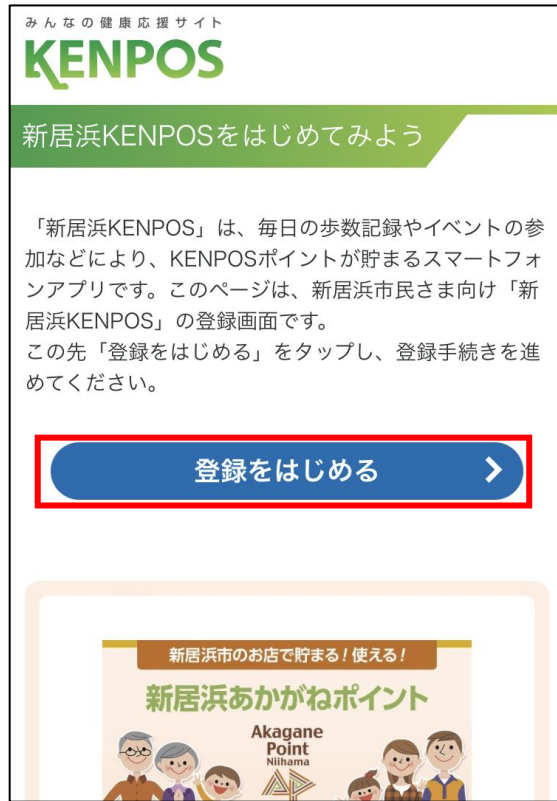 みんなの健康応援サイト
KENPOS
新居浜KENPOSをはじめてみよう
「新居浜KENPOS」は、毎日の歩数記録やイベントの参
加などにより、KENPOSポイントが貯まるスマートフォ
ンアプリです。このページは、新居浜市民さま向け「新
居浜KENPOS」の登録画面です。
この先「登録をはじめる」をタップし、登録手続きを進
めてください。
登録をはじめる
新居浜市のお店で貯まる!使える!
新居浜あかがねポイント
Akagane
Point
Niihama
AP